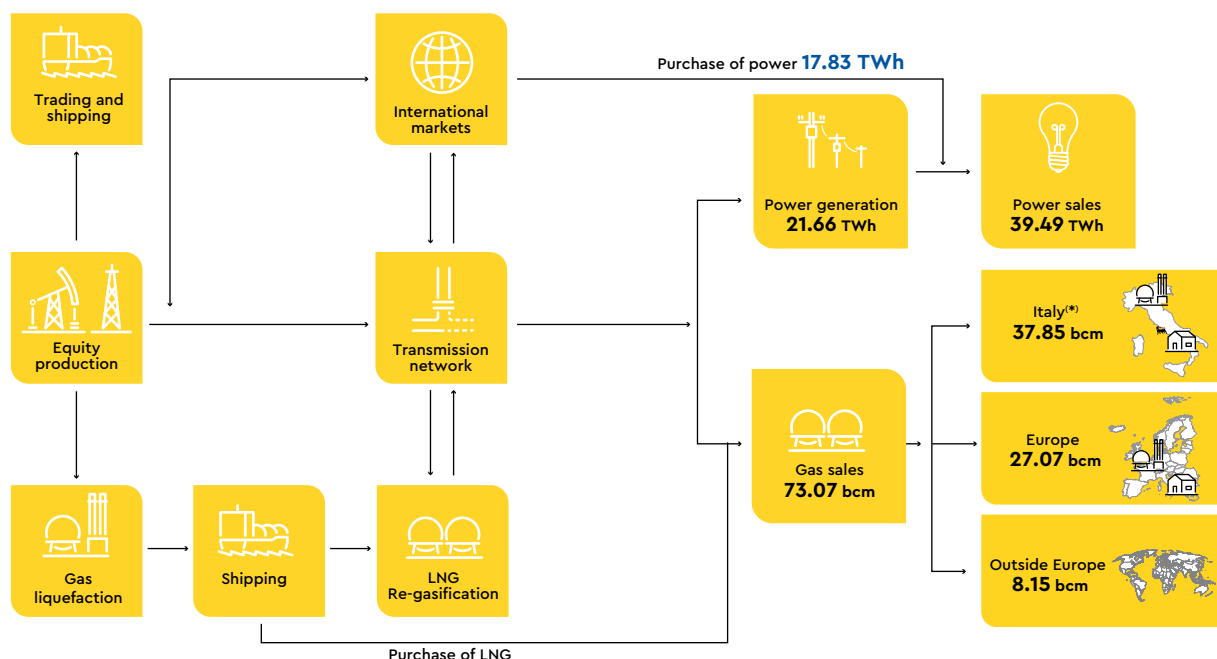 Trading and
shipping
International
markets
Purchase of power 17.83 TWh
Power generation
21.66 TWh
Power sales
39.49 TWh
Equity
production
Transmission
network
Italy(*)
37.85 bcm
Gas sales
73.07 bcm
Europe
27.07 bcm
Outside Europe
8.15 bcm
Gas
liquefaction
Shipping
LNG
Re-gasification
Purchase of LNG